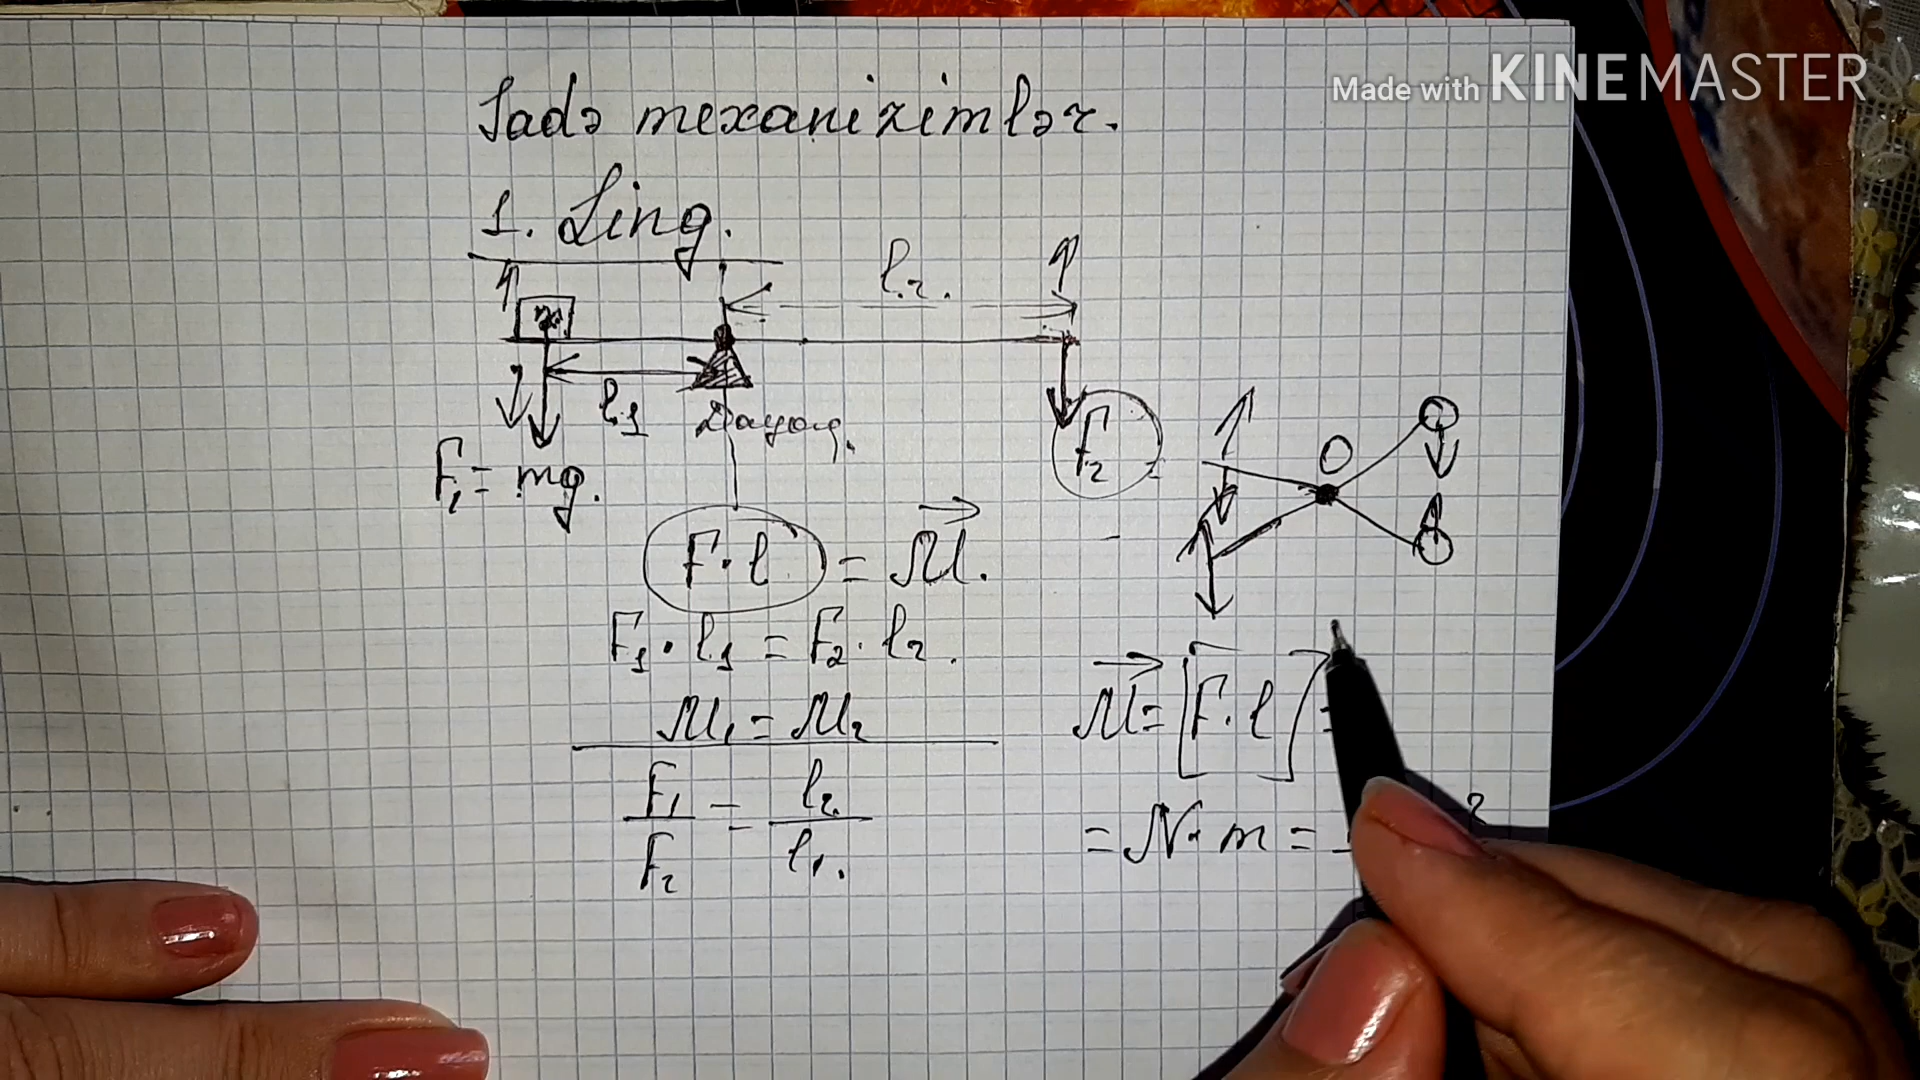 Made with KINEMASTER
Sadə mexanizimlər.
1. Ling.
l₂.
l₁
Dayaq.
F₁ = mg.
F₂ =
O
F · l = M.
F₁ · l₁ = F₂ · l₂.
M₁ = M₂
F₁/F₂ = l₂/l₁.
M = [F · l] =
= N · m =